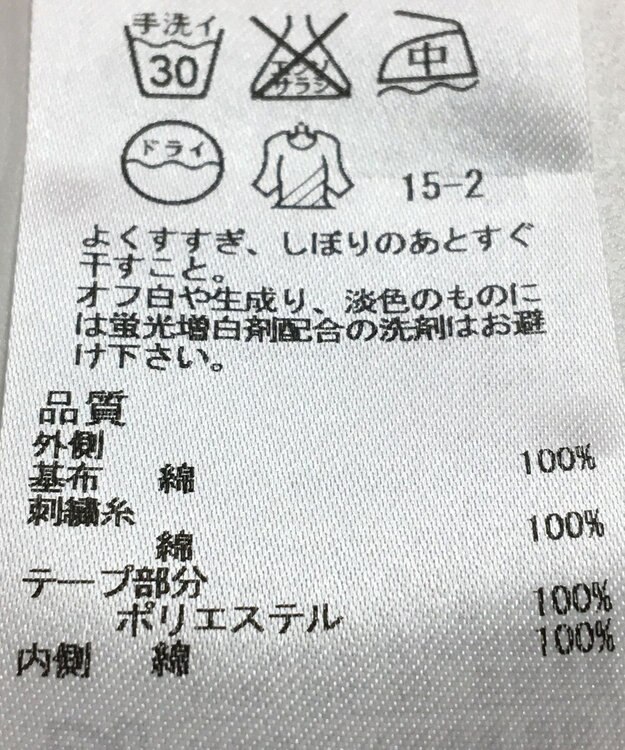 手洗イ
30
エンソ
サラシ
中
ドライ
15-2
よくすすぎ、しぼりのあとすぐ
干すこと。
オフ白や生成り、淡色のものに
は蛍光増白剤配合の洗剤はお避
け下さい。
品質
外側
基布 綿 100%
刺繍糸
綿 100%
テープ部分
ポリエステル 100%
内側 綿 100%